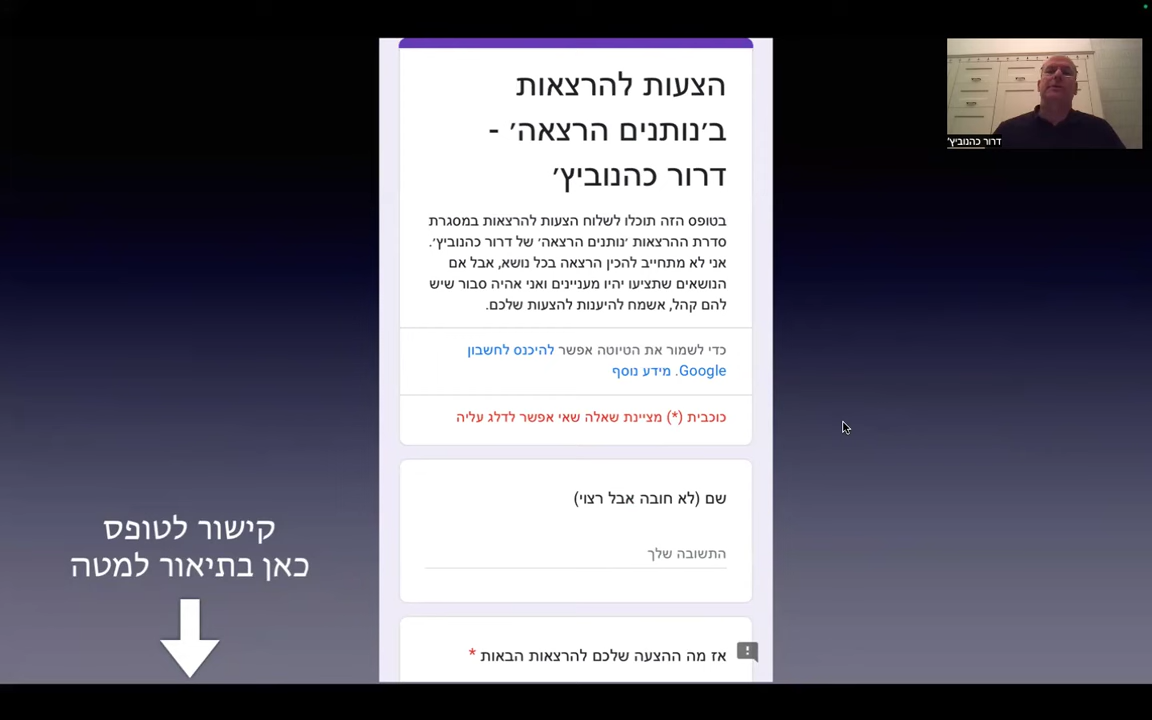 הצעות להרצאות
ב׳נותנים הרצאה׳ -
דרור כהנוביץ׳
בטופס הזה תוכלו לשלוח הצעות להרצאות במסגרת
סדרת ההרצאות ׳נותנים הרצאה׳ של דרור כהנוביץ׳.
אני לא מתחייב להכין הרצאה בכל נושא, אבל אם
הנושאים שתציעו יהיו מעניינים ואני אהיה סבור שיש
להם קהל, אשמח להיענות להצעות שלכם.
כדי לשמור את הטיוטה אפשר להיכנס לחשבון
Google. מידע נוסף
כוכבית (*) מציינת שאלה שאי אפשר לדלג עליה
שם (לא חובה אבל רצוי)
התשובה שלך
אז מה ההצעה שלכם להרצאות הבאות *
קישור לטופס
כאן בתיאור למטה
דרור כהנוביץ'